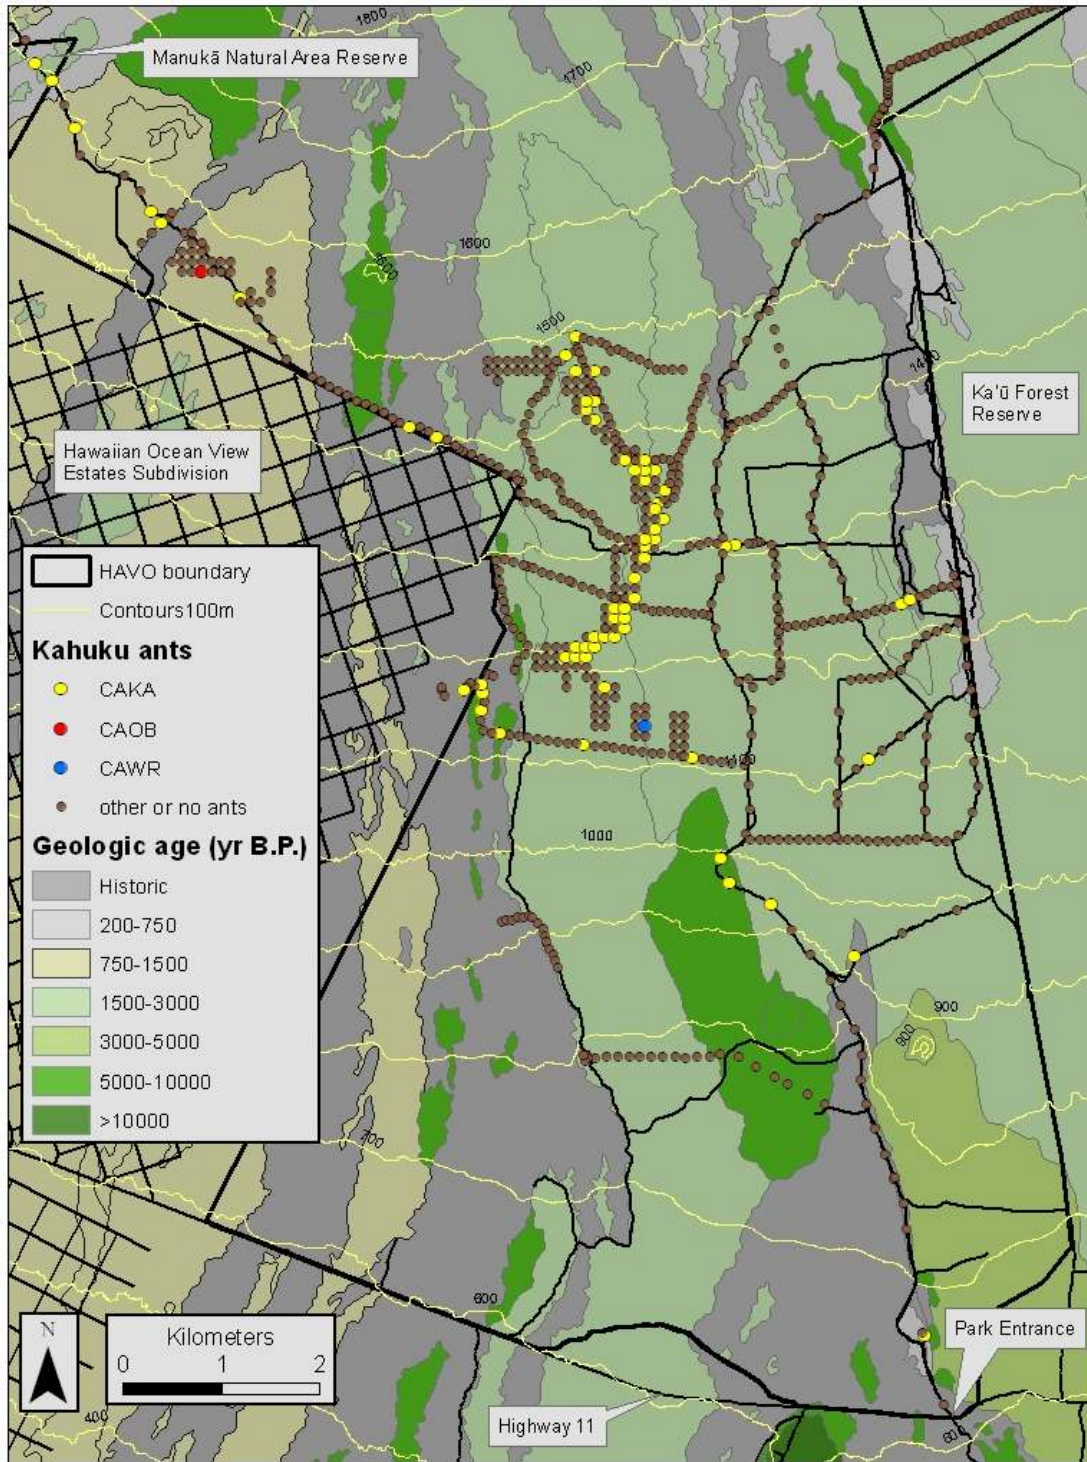 1800
Manukā Natural Area Reserve
1700
1600
1500
1500
1400
Ka'ū Forest
Reserve
Hawaiian Ocean View
Estates Subdivision
HAVO boundary
Contours100m
Kahuku ants
CAKA
CAOB
CAWR
other or no ants
Geologic age (yr B.P.)
Historic
200-750
750-1500
1500-3000
3000-5000
5000-10000
>10000
1100
1000
900
900
700
600
N
Kilometers
0 1 2
Park Entrance
Highway 11
400